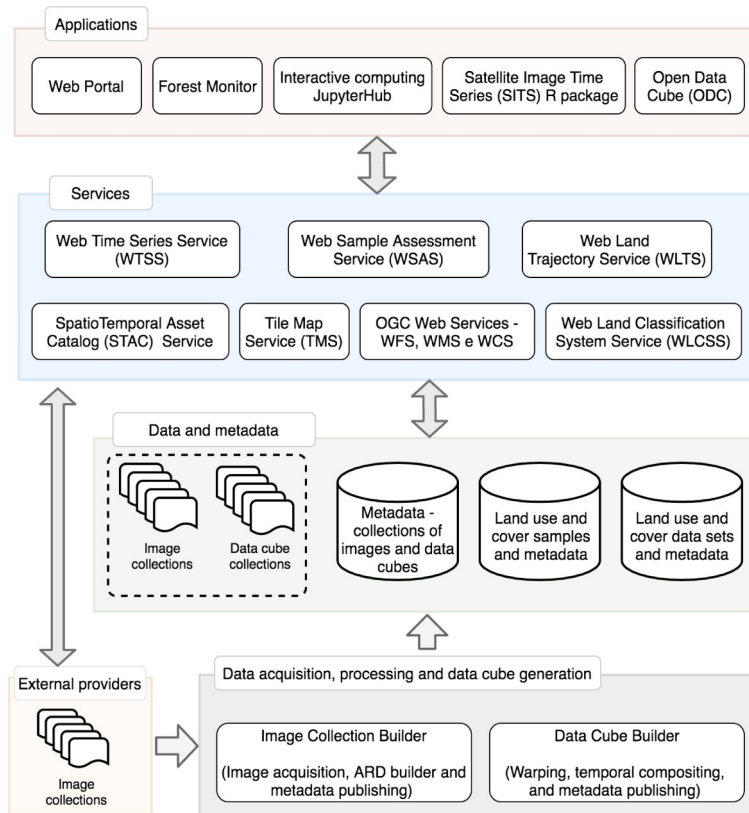 Applications
Web Portal
Forest Monitor
Interactive computing
JupyterHub
Satellite Image Time
Series (SITS) R package
Open Data
Cube (ODC)
Services
Web Time Series Service
(WTSS)
Web Sample Assessment
Service (WSAS)
Web Land
Trajectory Service (WLTS)
SpatioTemporal Asset
Catalog (STAC) Service
Tile Map
Service (TMS)
OGC Web Services -
WFS, WMS e WCS
Web Land Classification
System Service (WLCSS)
Data and metadata
Image
collections
Data cube
collections
Metadata -
collections of
images and data
cubes
Land use and
cover samples
and metadata
Land use and
cover data sets
and metadata
External providers
Image
collections
Data acquisition, processing and data cube generation
Image Collection Builder
(Image acquisition, ARD builder and
metadata publishing)
Data Cube Builder
(Warping, temporal compositing,
and metadata publishing)